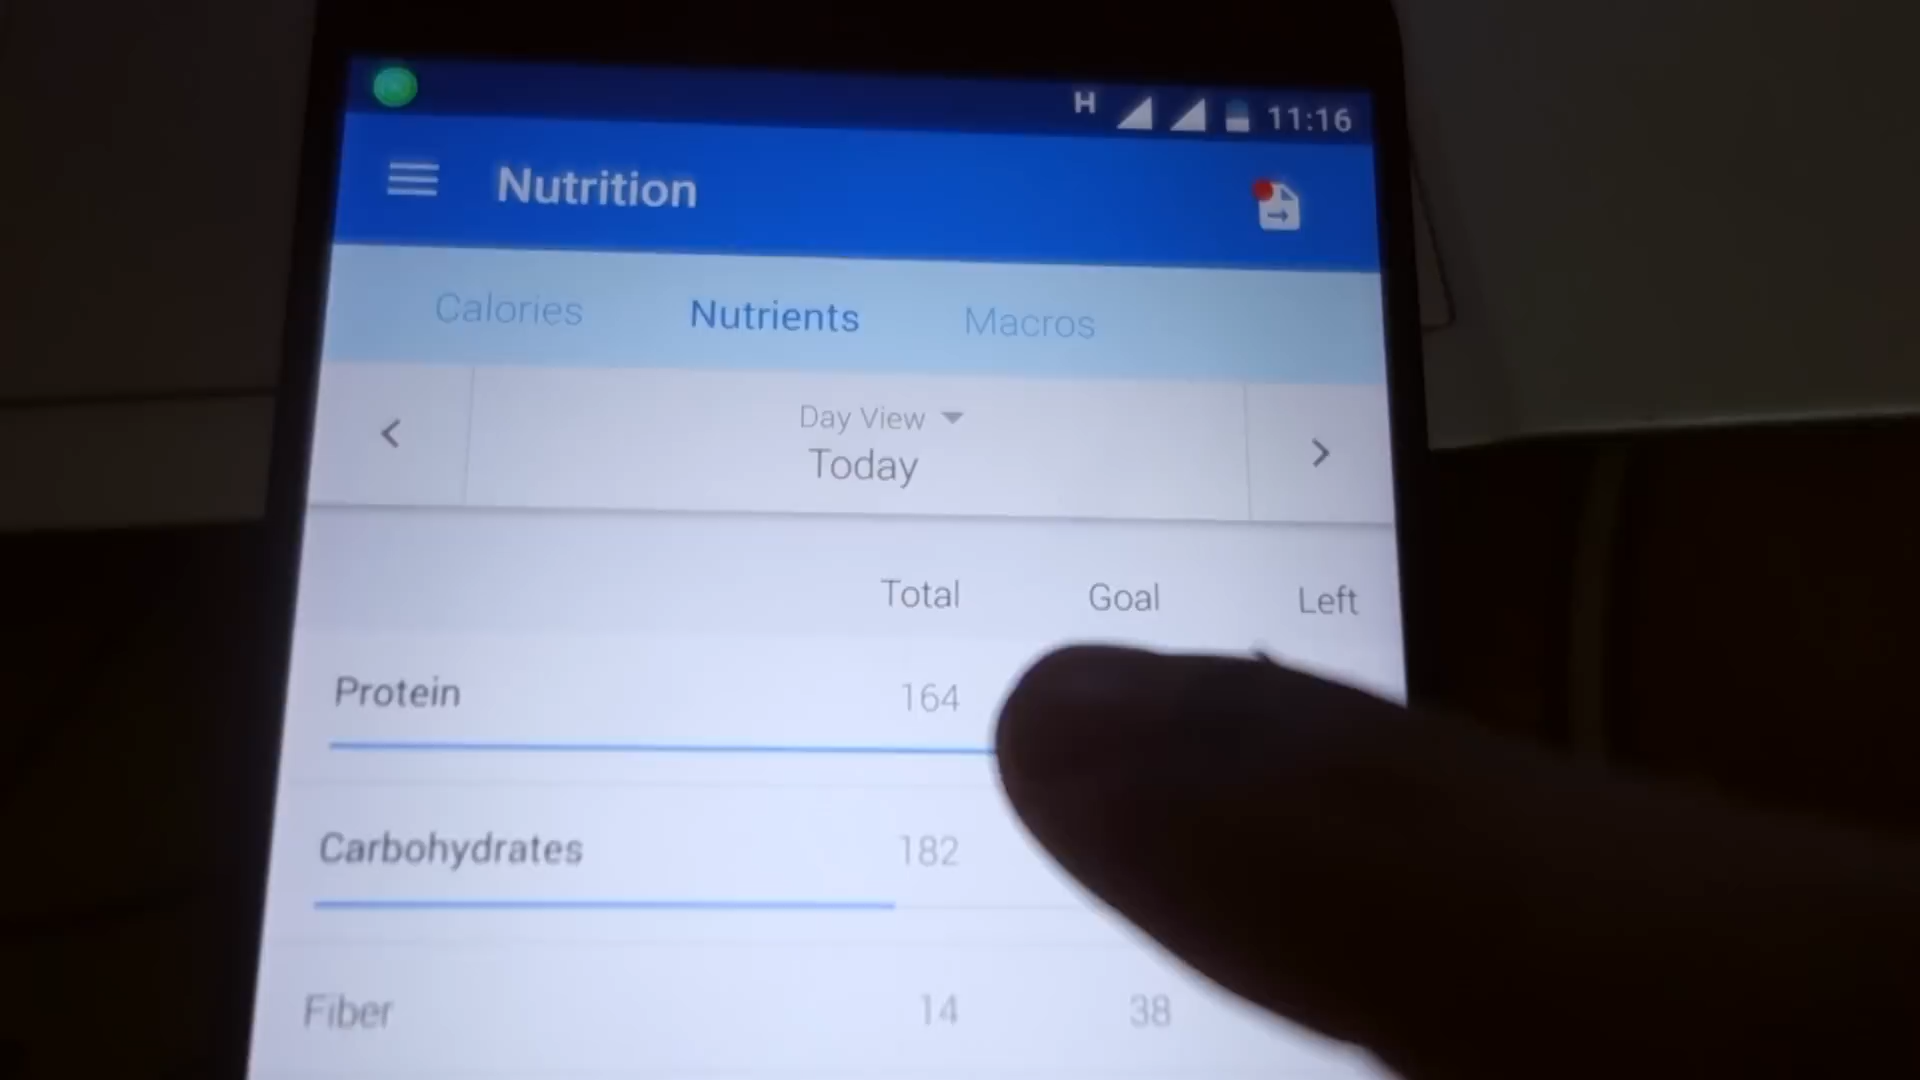 H 11:16
Nutrition
Calories Nutrients Macros
Day View
Today
Total Goal Left
Protein 164
Carbohydrates 182
Fiber 14 38